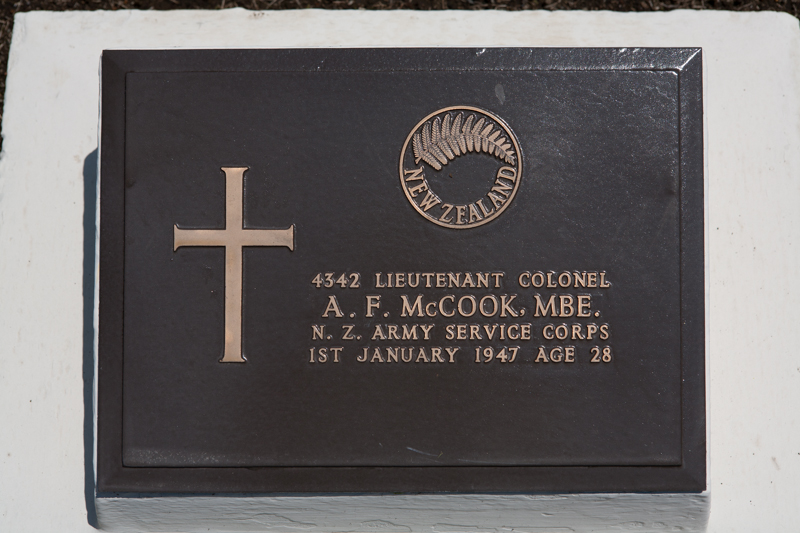 NEW ZEALAND
4342 LIEUTENANT COLONEL
A. F. McCOOK, MBE.
N. Z. ARMY SERVICE CORPS
1ST JANUARY 1947 AGE 28